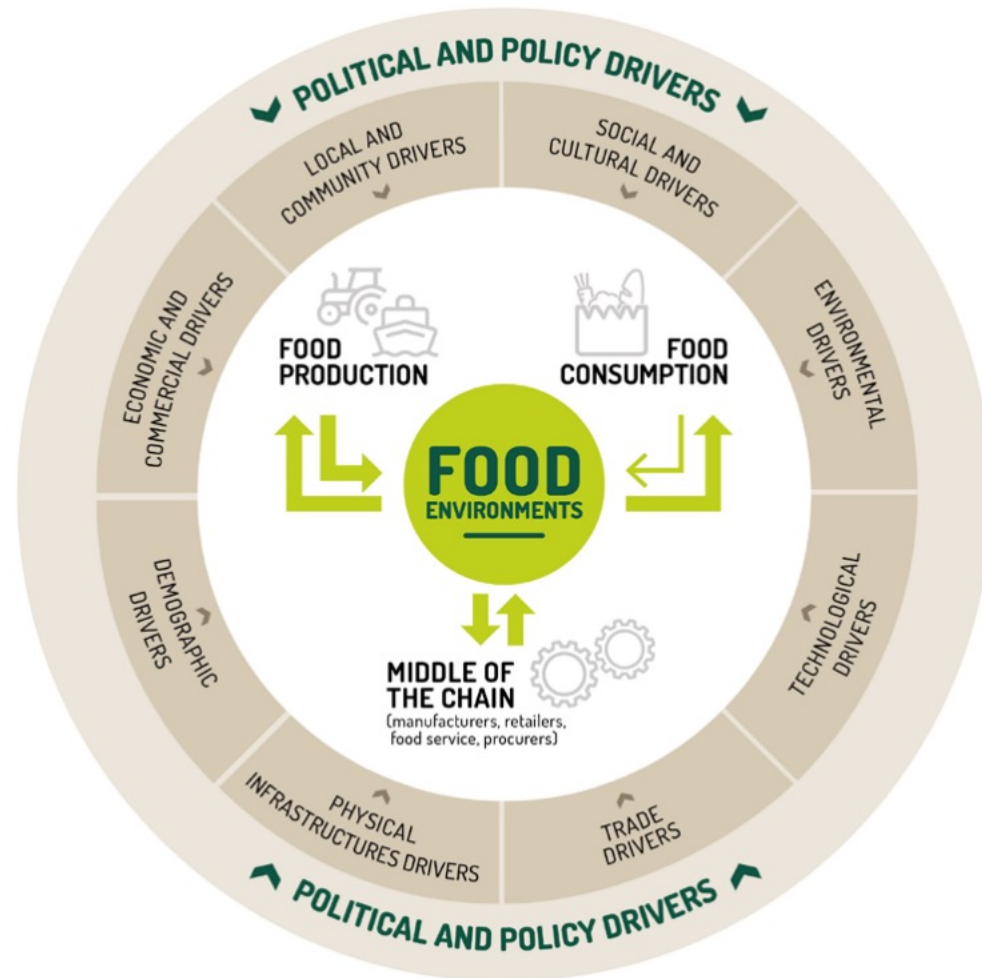 POLITICAL AND POLICY DRIVERS
LOCAL AND
COMMUNITY DRIVERS
SOCIAL AND
CULTURAL DRIVERS
ECONOMIC AND
COMMERCIAL DRIVERS
ENVIRONMENTAL
DRIVERS
FOOD
PRODUCTION
FOOD
CONSUMPTION
FOOD
ENVIRONMENTS
DEMOGRAPHIC
DRIVERS
TECHNOLOGICAL
DRIVERS
MIDDLE OF
THE CHAIN
(manufacturers, retailers,
food service, procurers)
PHYSICAL
INFRASTRUCTURES DRIVERS
TRADE
DRIVERS
POLITICAL AND POLICY DRIVERS